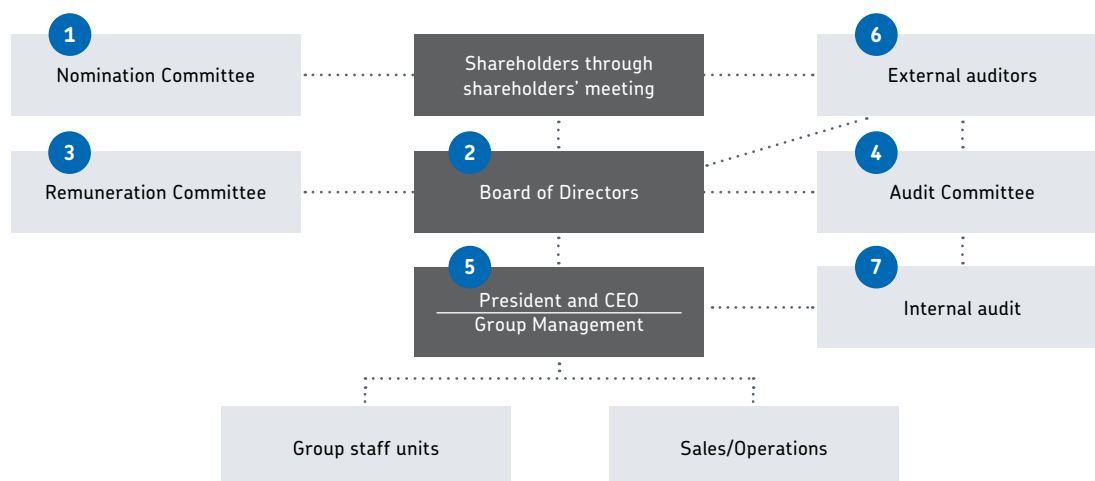 1
Nomination Committee
Shareholders through
shareholders’ meeting
6
External auditors
3
Remuneration Committee
2
Board of Directors
4
Audit Committee
5
President and CEO
Group Management
7
Internal audit
Group staff units
Sales/Operations